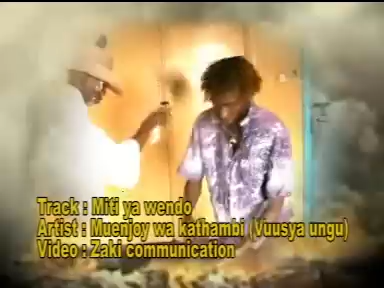 Track : Miti ya wendo
Artist : Muenjoy wa kathambi (Vuusya ungu)
Video : Zaki communication